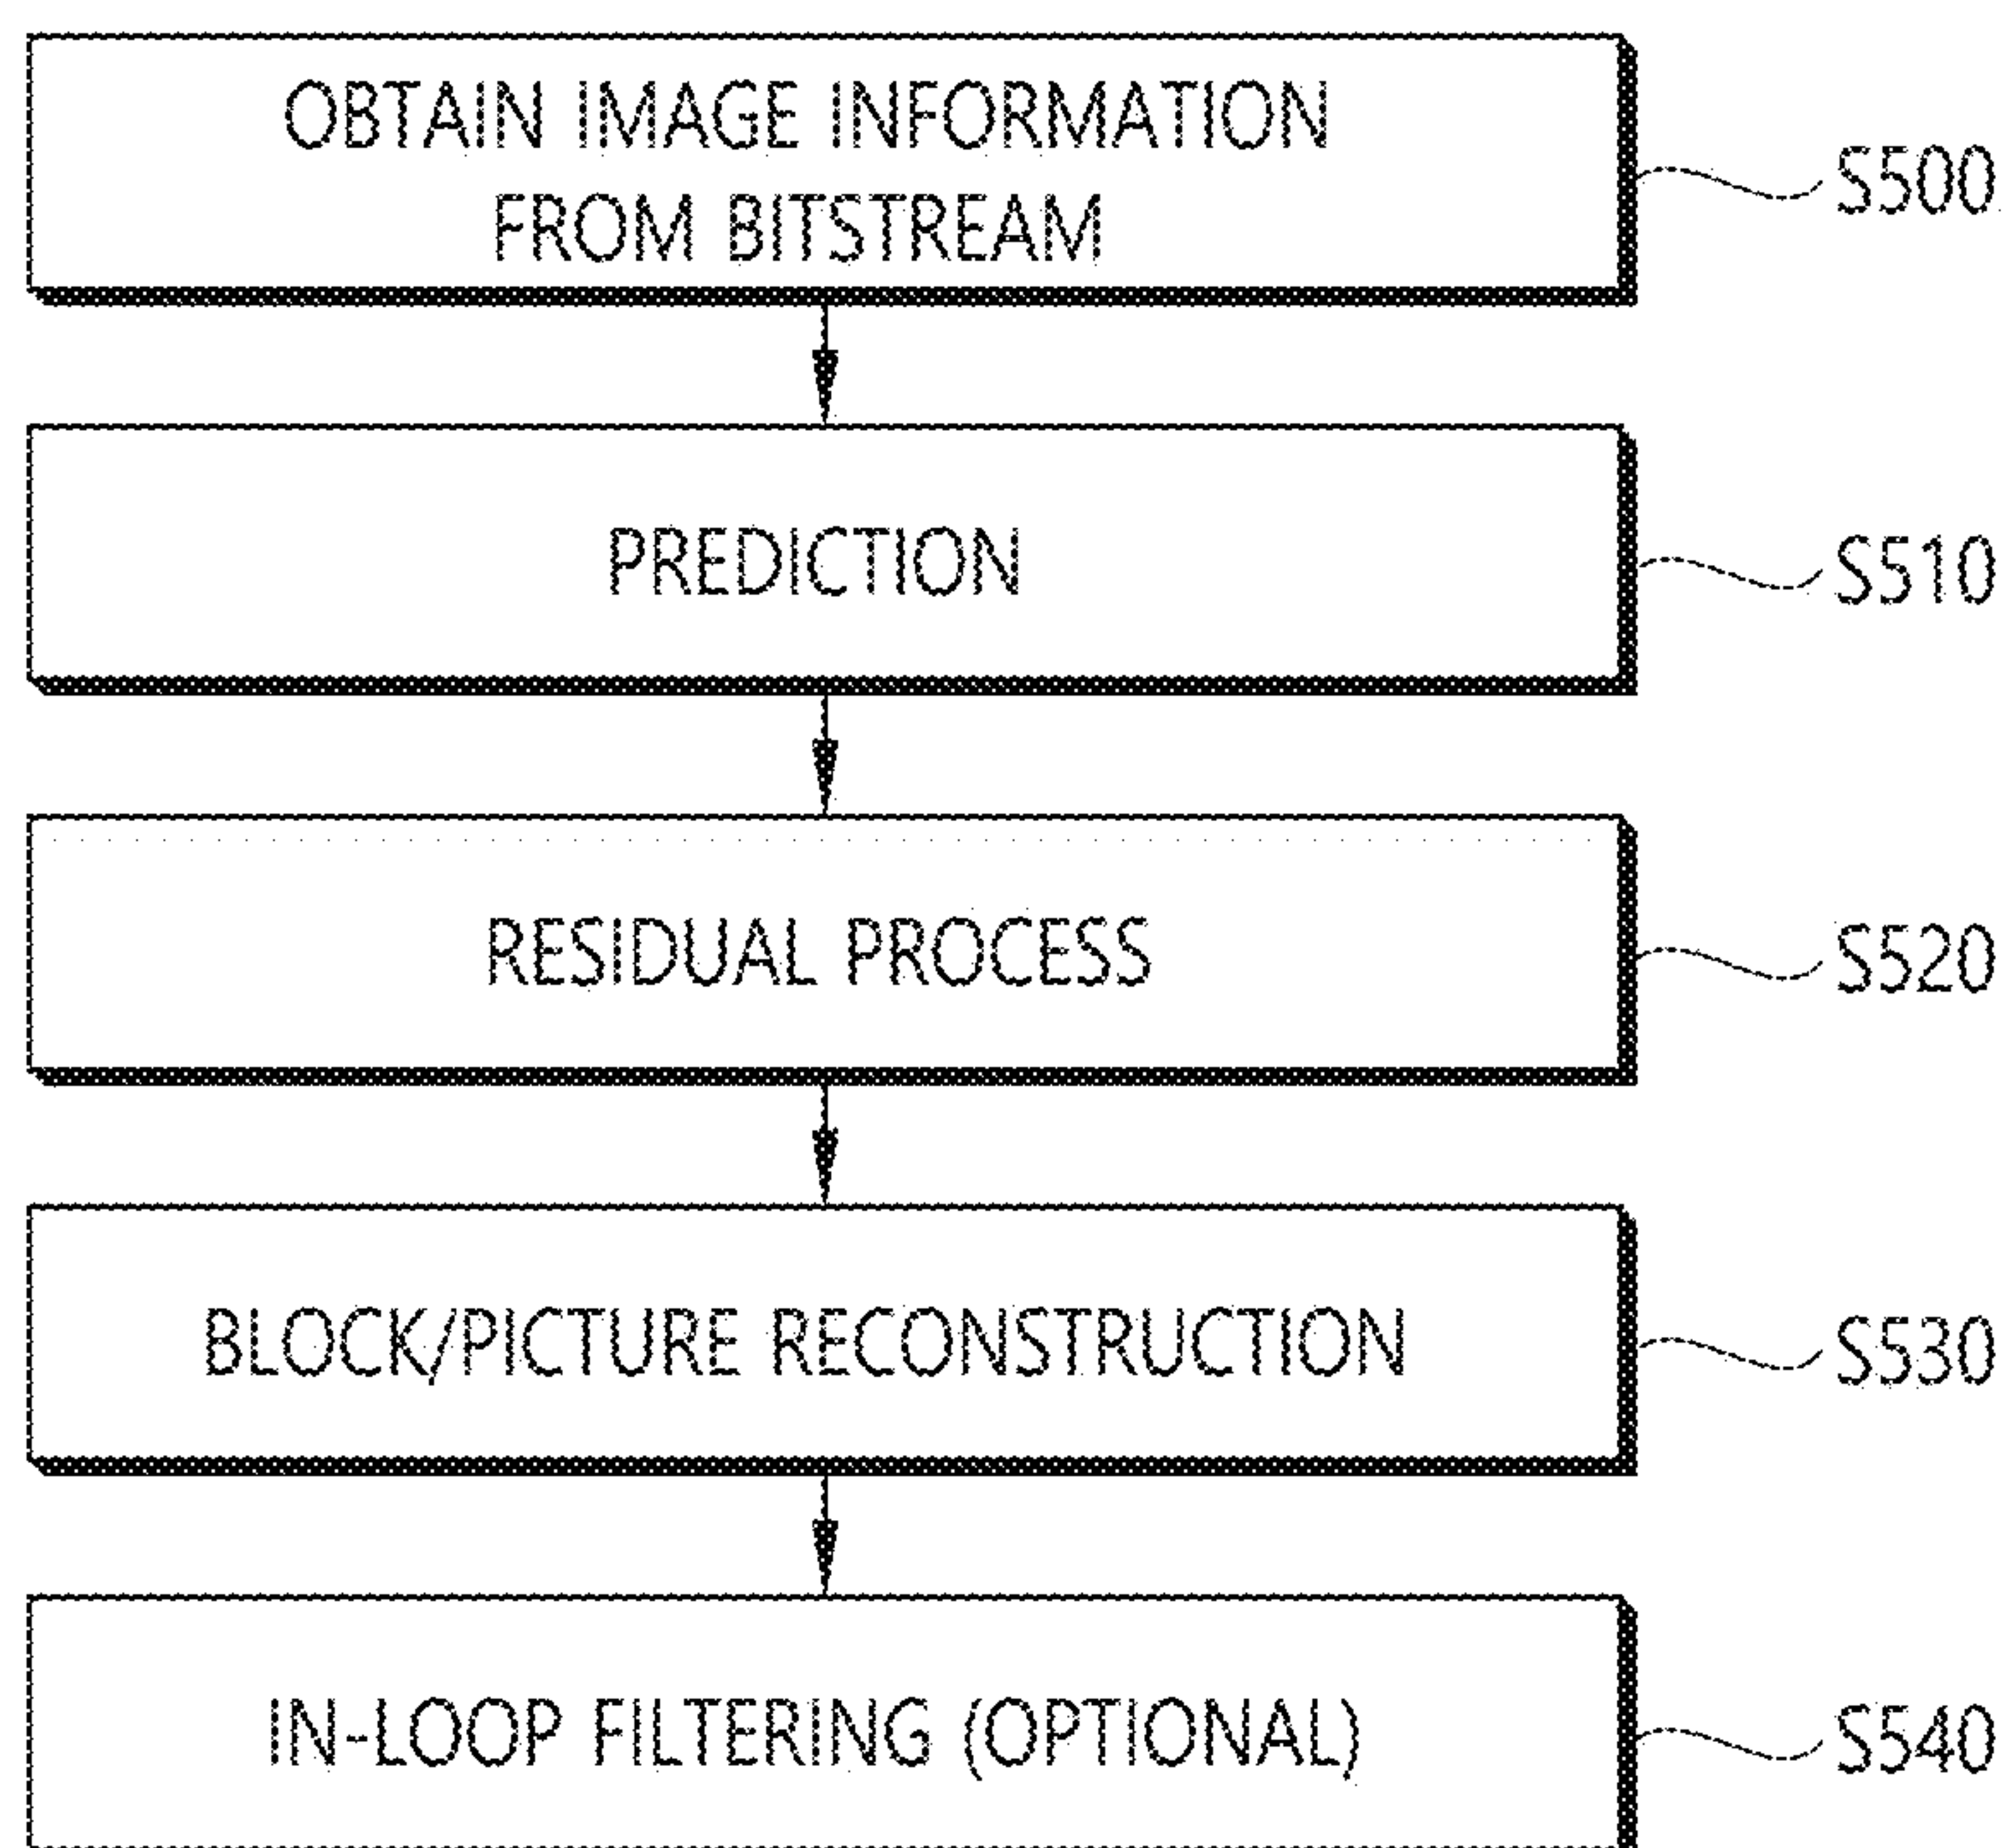 OBTAIN IMAGE INFORMATION
FROM BITSTREAM
S500
PREDICTION
S510
RESIDUAL PROCESS
S520
BLOCK/PICTURE RECONSTRUCTION
S530
IN-LOOP FILTERING (OPTIONAL)
S540